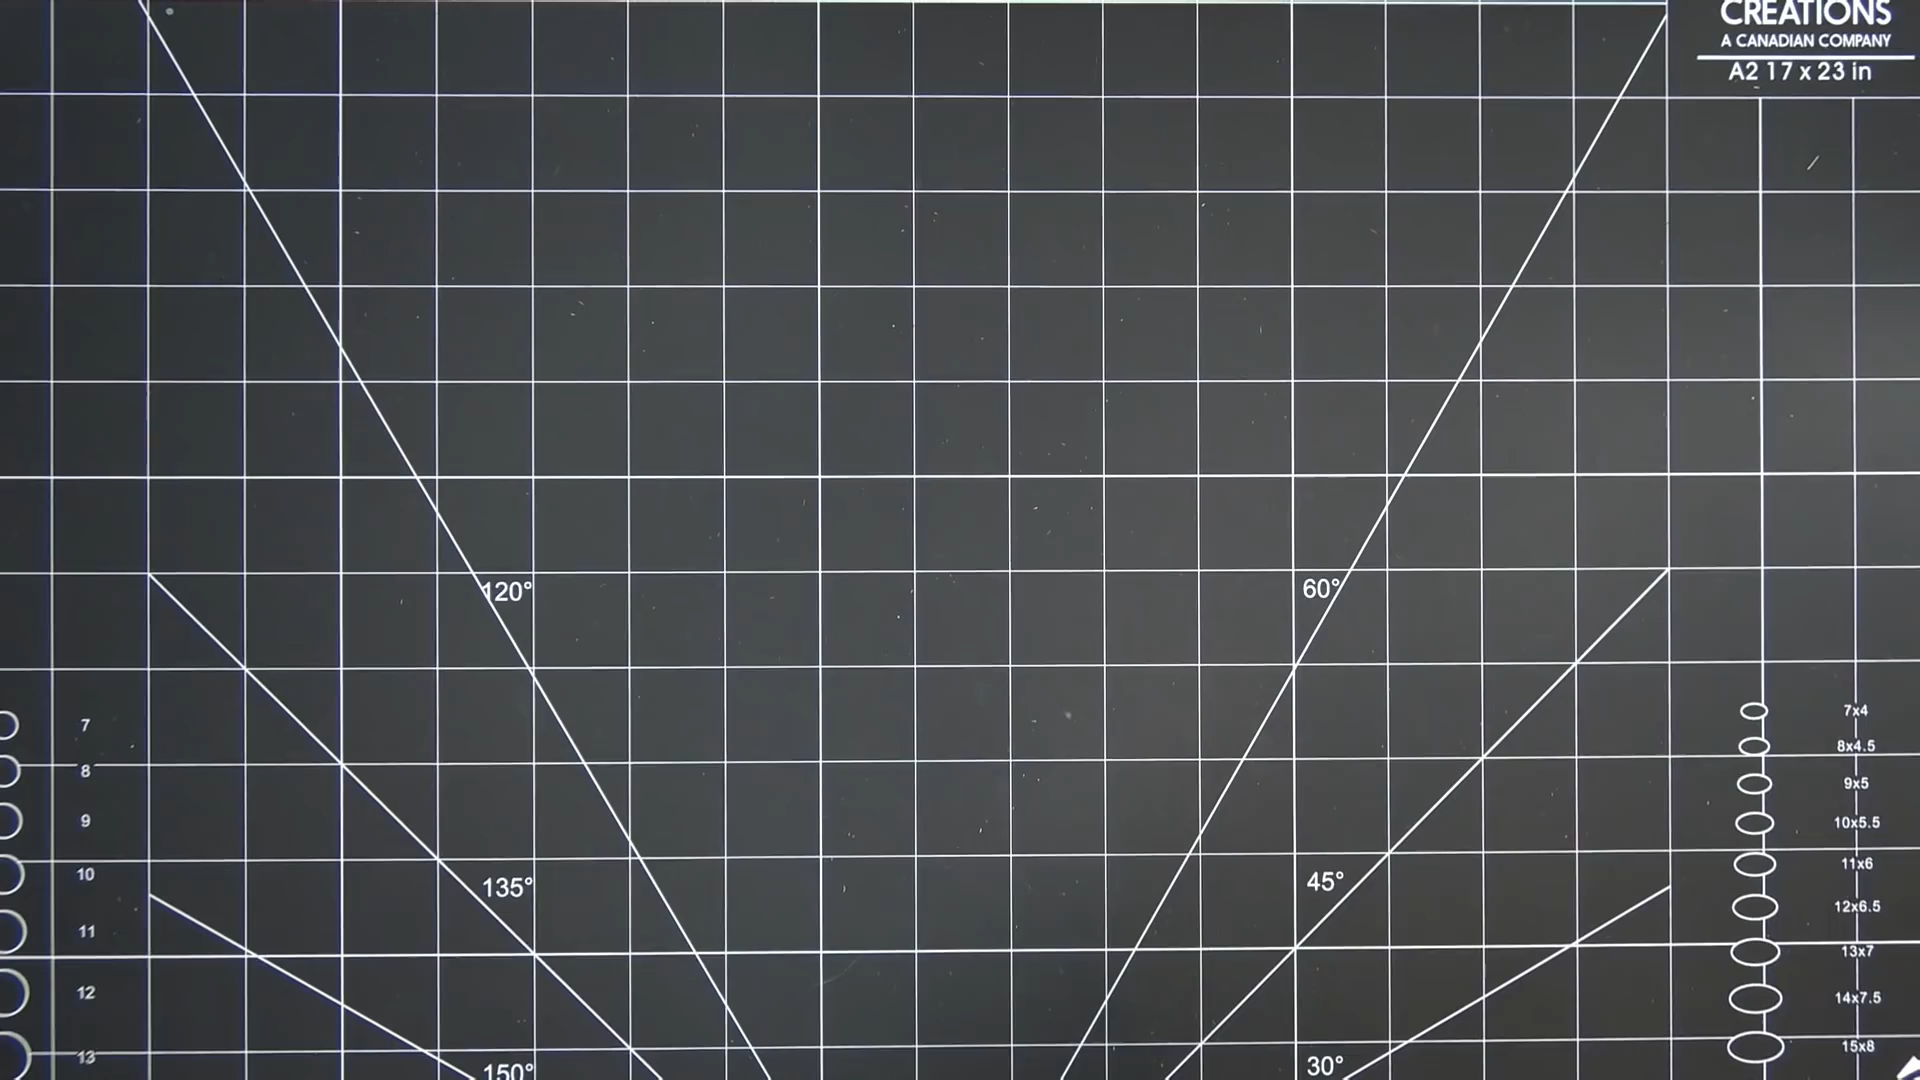 CREATIONS
A CANADIAN COMPANY
A2 17 x 23 in
120°
60°
7
8
9
10
11
12
13
135°
45°
150°
30°
7x4
8x4.5
9x5
10x5.5
11x6
12x6.5
13x7
14x7.5
15x8